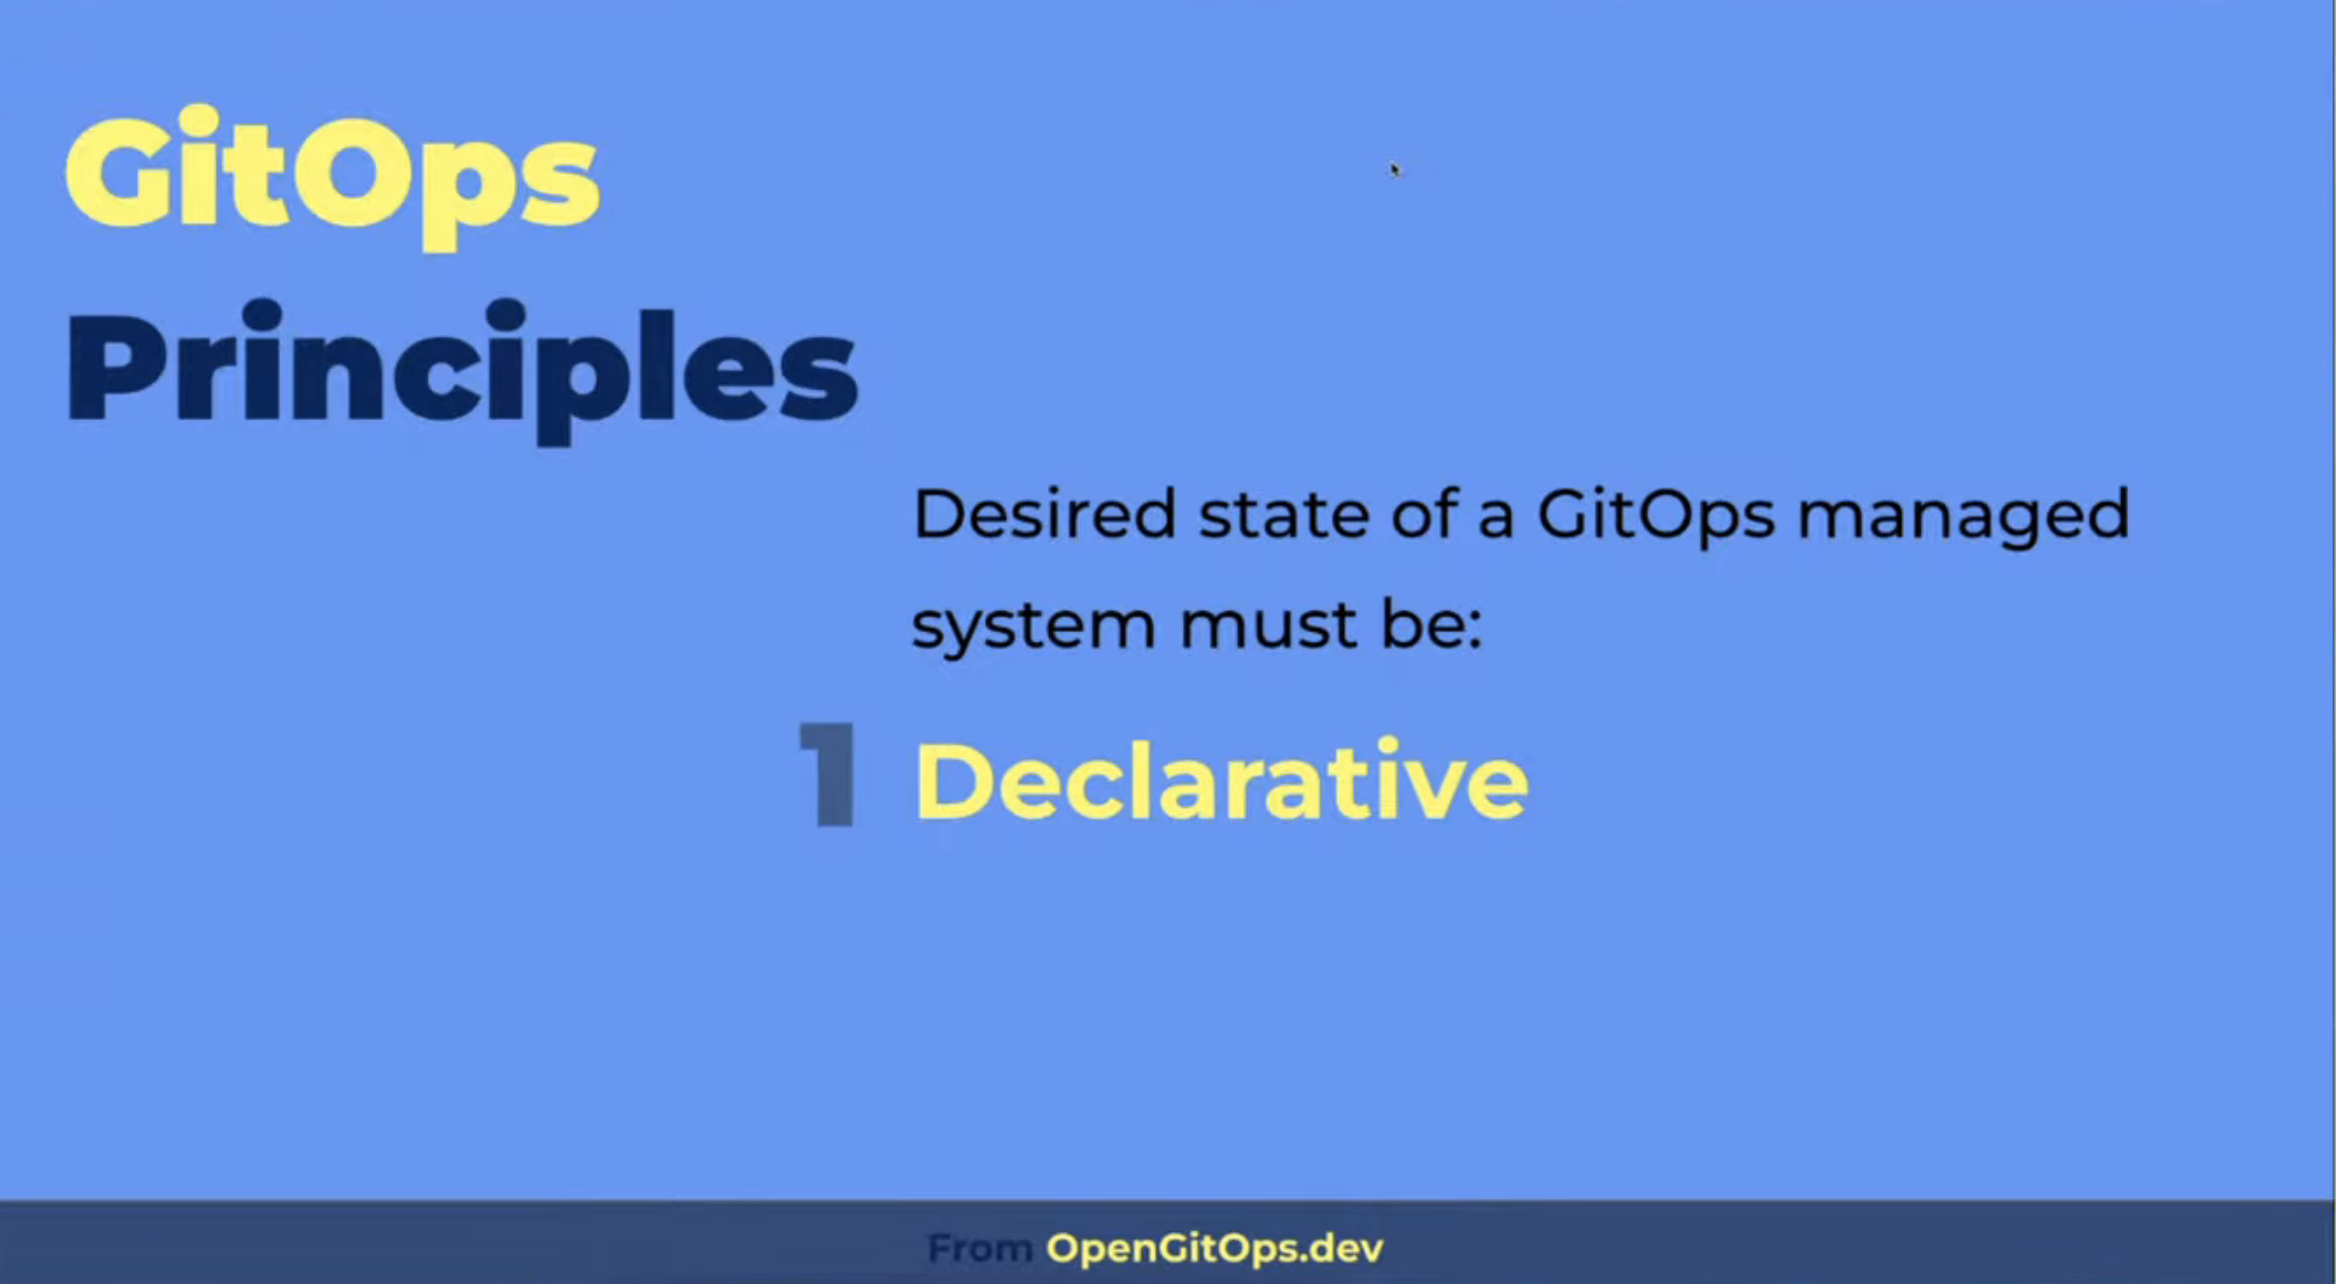 GitOps
Principles
Desired state of a GitOps managed
system must be:
1 Declarative
From OpenGitOps.dev